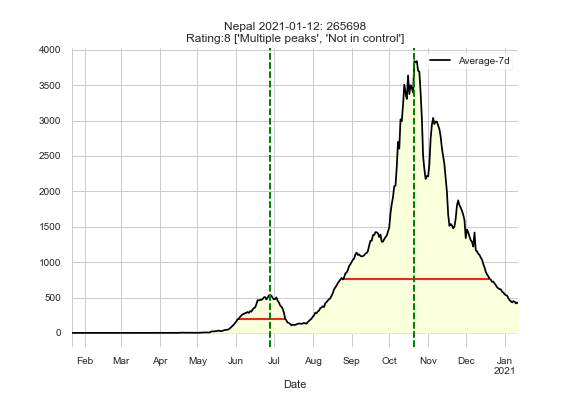 Nepal 2021-01-12: 265698
Rating:8 ['Multiple peaks', 'Not in control']
Average-7d
4000
3500
3000
2500
2000
1500
1000
500
0
Feb Mar Apr May Jun Jul Aug Sep Oct Nov Dec Jan
2021
Date